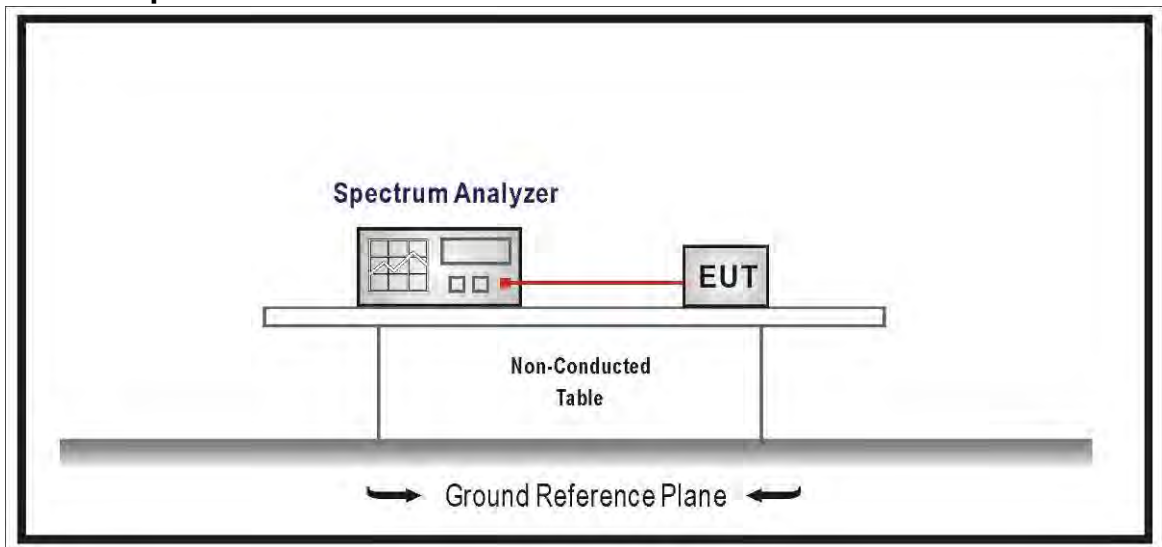 Spectrum Analyzer
EUT
Non-Conducted
Table
Ground Reference Plane